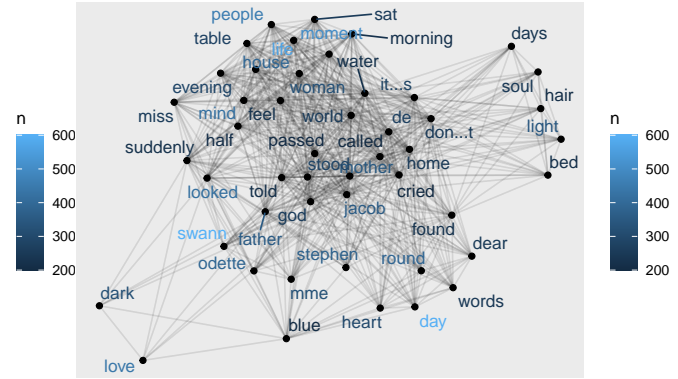 people
sat
table
moment
morning
days
life
house
water
evening
woman
it...s
soul
hair
n
miss
mind
feel
world
de
light
n
600
half
don...t
600
suddenly
passed
called
500
500
stood
mother
home
bed
400
looked
told
cried
400
300
god
jacob
300
swann
father
found
200
odette
stephen
round
dear
200
dark
mme
words
blue
heart
day
love